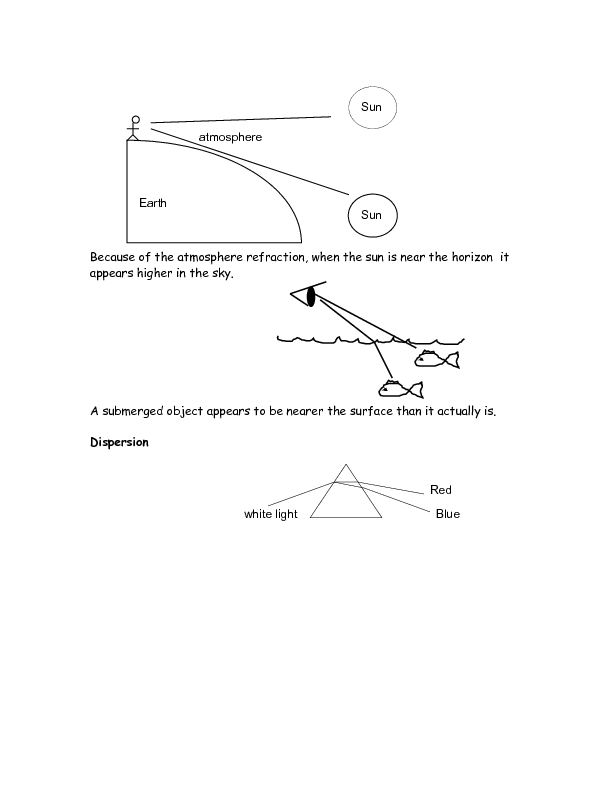 Sun
atmosphere
Earth
Sun
Because of the atmosphere refraction, when the sun is near the horizon it
appears higher in the sky.
A submerged object appears to be nearer the surface than it actually is.
Dispersion
Red
white light
Blue